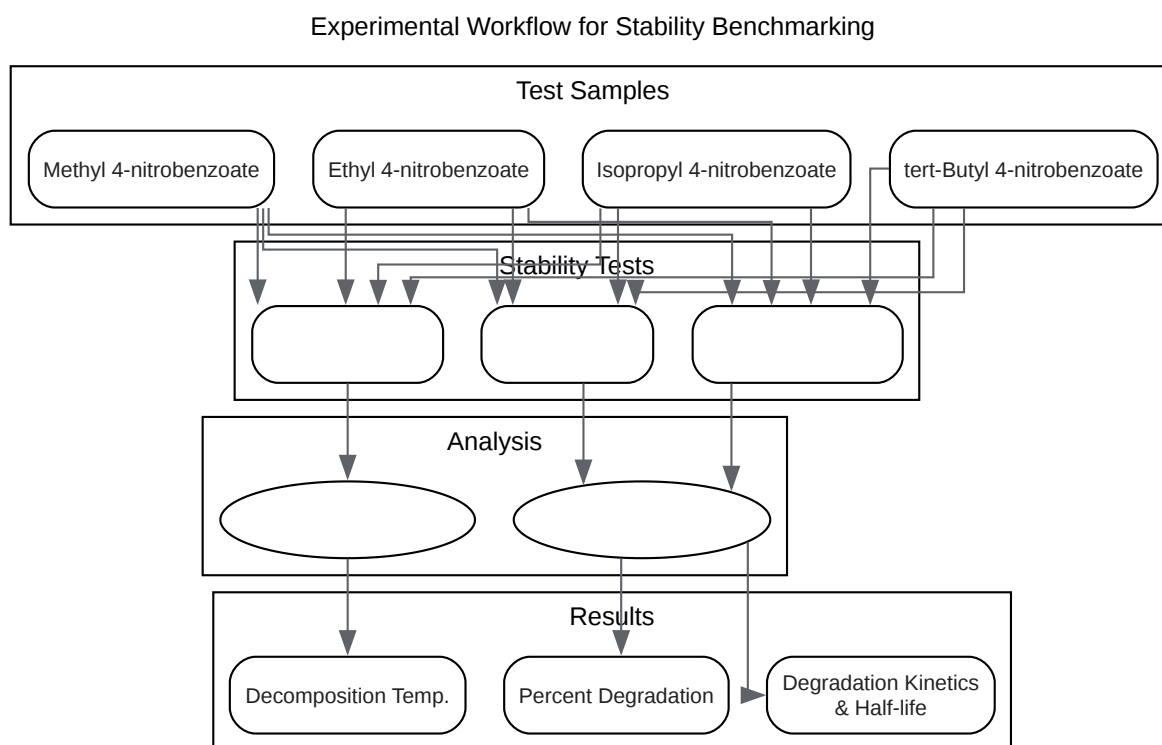 Experimental Workflow for Stability Benchmarking
Test Samples
Methyl 4-nitrobenzoate
Ethyl 4-nitrobenzoate
Isopropyl 4-nitrobenzoate
tert-Butyl 4-nitrobenzoate
Stability Tests
Analysis
Results
Decomposition Temp.
Percent Degradation
Degradation Kinetics
& Half-life